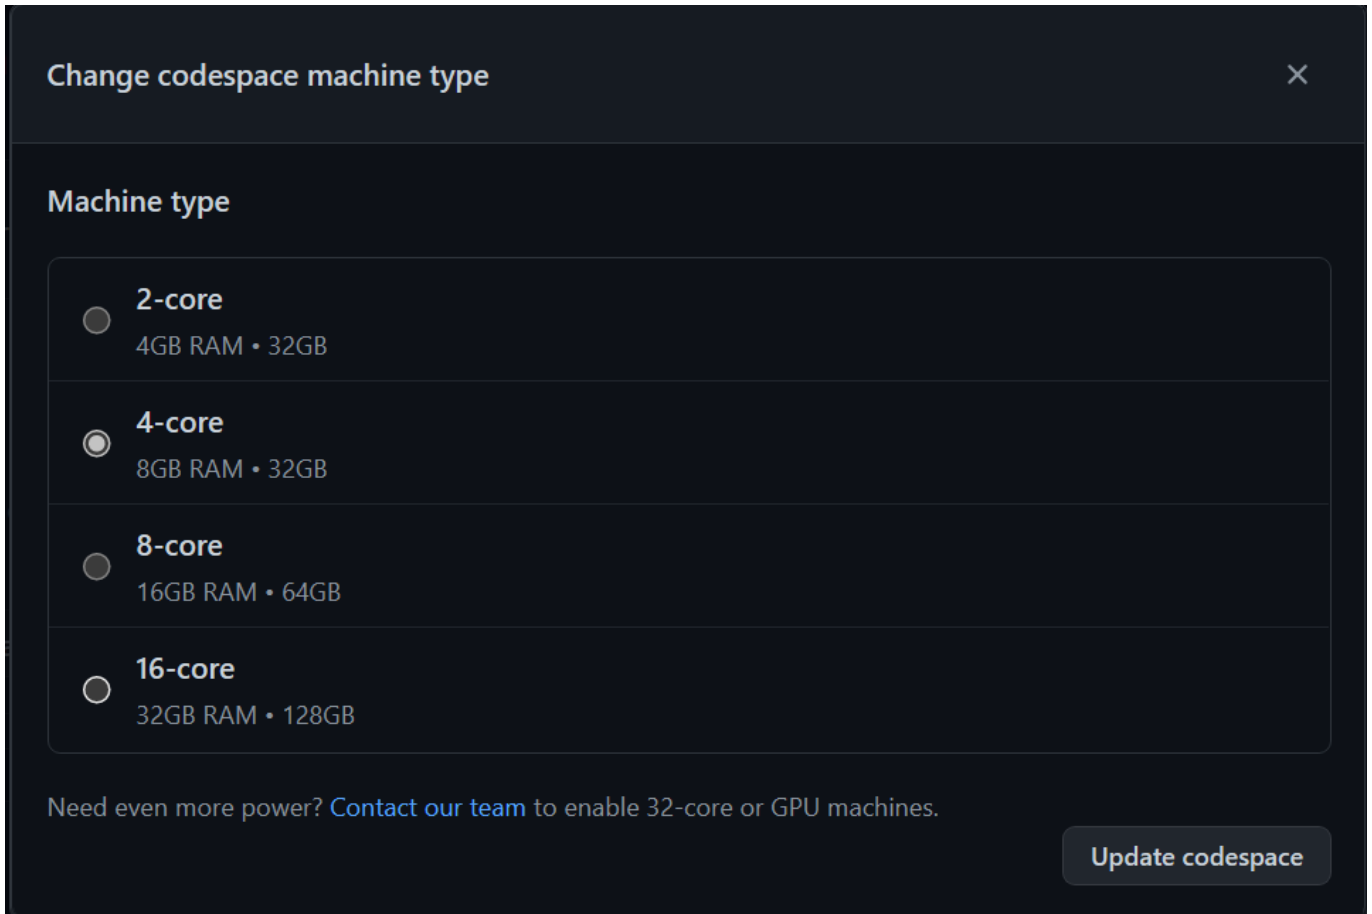 Change codespace machine type
Machine type
2-core
4GB RAM • 32GB
4-core
8GB RAM • 32GB
8-core
16GB RAM • 64GB
16-core
32GB RAM • 128GB
Need even more power? Contact our team to enable 32-core or GPU machines.
Update codespace